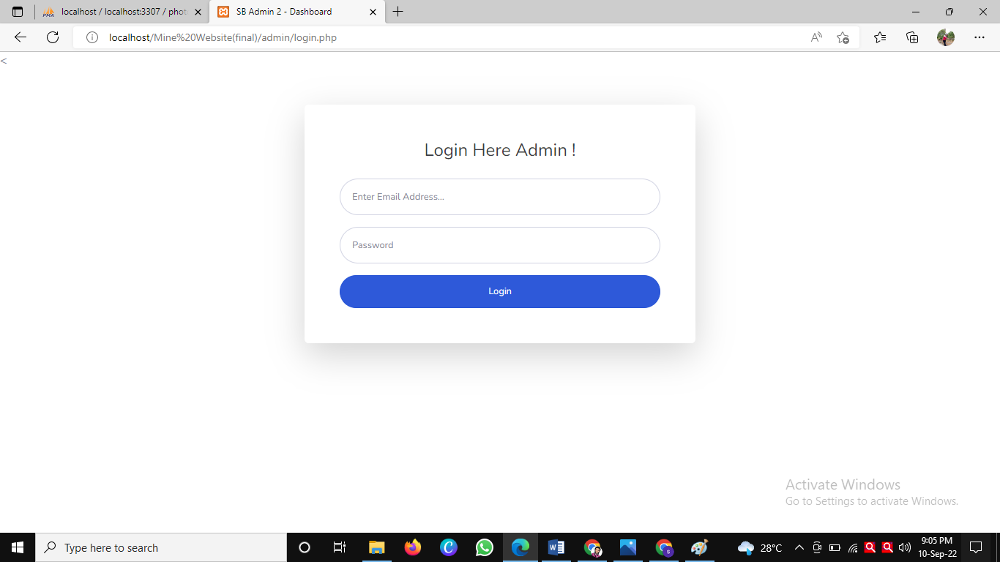 localhost / localhost:3307 / phot
SB Admin 2 - Dashboard
localhost/Mine%20Website(final)/admin/login.php
<
Login Here Admin !
Enter Email Address...
Password
Login
Activate Windows
Go to Settings to activate Windows.
Type here to search
28°C
9:05 PM
10-Sep-22